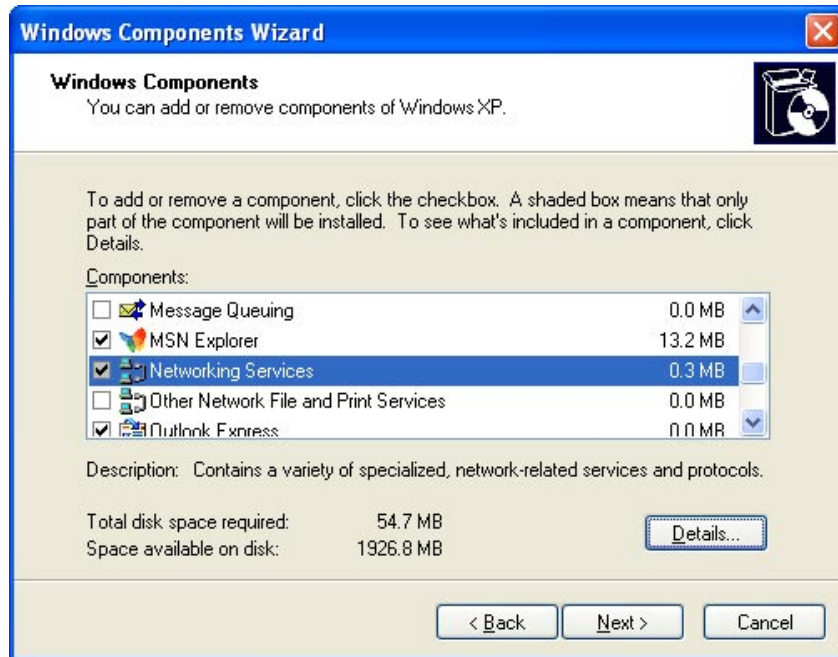 Windows Components Wizard
Windows Components
You can add or remove components of Windows XP.
To add or remove a component, click the checkbox. A shaded box means that only
part of the component will be installed. To see what's included in a component, click
Details.
Components:
Message Queuing 0.0 MB
MSN Explorer 13.2 MB
Networking Services 0.3 MB
Other Network File and Print Services 0.0 MB
Outlook Express 0.0 MB
Description: Contains a variety of specialized, network-related services and protocols.
Total disk space required: 54.7 MB
Space available on disk: 1926.8 MB
Details...
< Back Next > Cancel